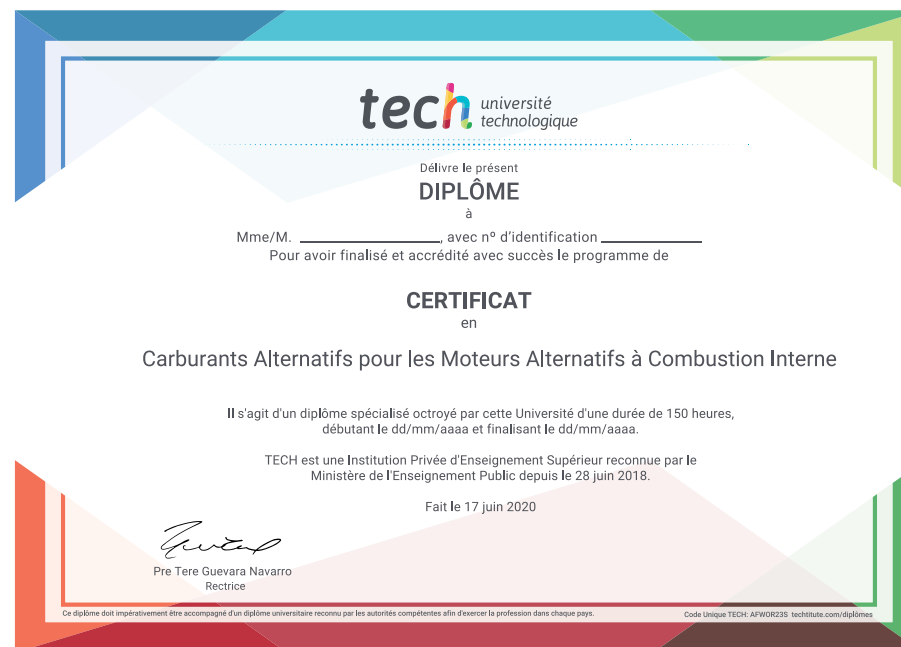 tech université
technologique
Délivre le présent
DIPLÔME
à
Mme/M. ____________, avec nº d'identification ____________
Pour avoir finalisé et accrédité avec succès le programme de
CERTIFICAT
en
Carburants Alternatifs pour les Moteurs Alternatifs à Combustion Interne
Il s'agit d'un diplôme spécialisé octroyé par cette Université d'une durée de 150 heures,
débutant le dd/mm/aaaa et finalisant le dd/mm/aaaa.
TECH est une Institution Privée d'Enseignement Supérieur reconnue par le
Ministère de l'Enseignement Public depuis le 28 juin 2018.
Fait le 17 juin 2020
Pre Tere Guevara Navarro
Rectrice
Ce diplôme doit impérativement être accompagné d'un diplôme universitaire reconnu par les autorités compétentes afin d'exercer la profession dans chaque pays.
Code Unique TECH: AFWOR23S techtitute.com/diplômes